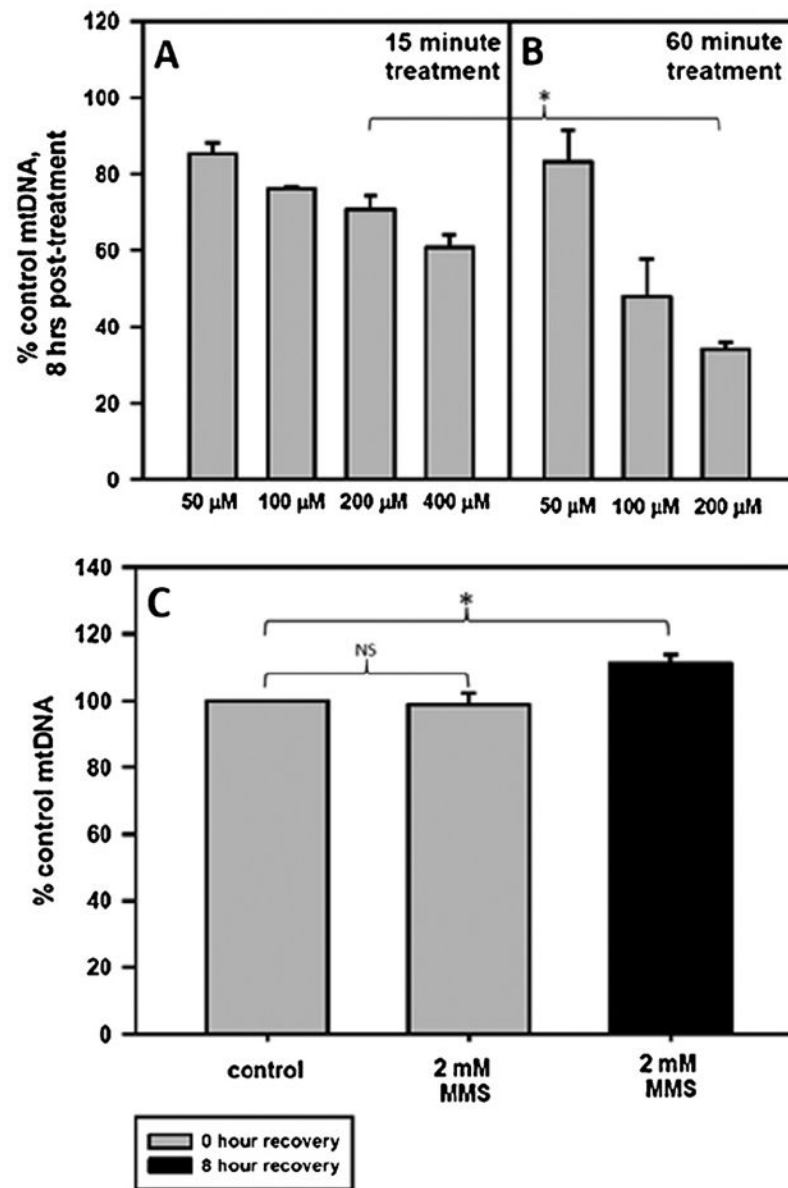 120
100
80
60
40
20
0
% control mtDNA,
8 hrs post-treatment
A
15 minute
treatment
B
60 minute
treatment
*
50 µM 100 µM 200 µM 400 µM 50 µM 100 µM 200 µM
140
120
100
80
60
40
20
0
% control mtDNA
C
*
NS
control
2 mM
MMS
2 mM
MMS
0 hour recovery
8 hour recovery